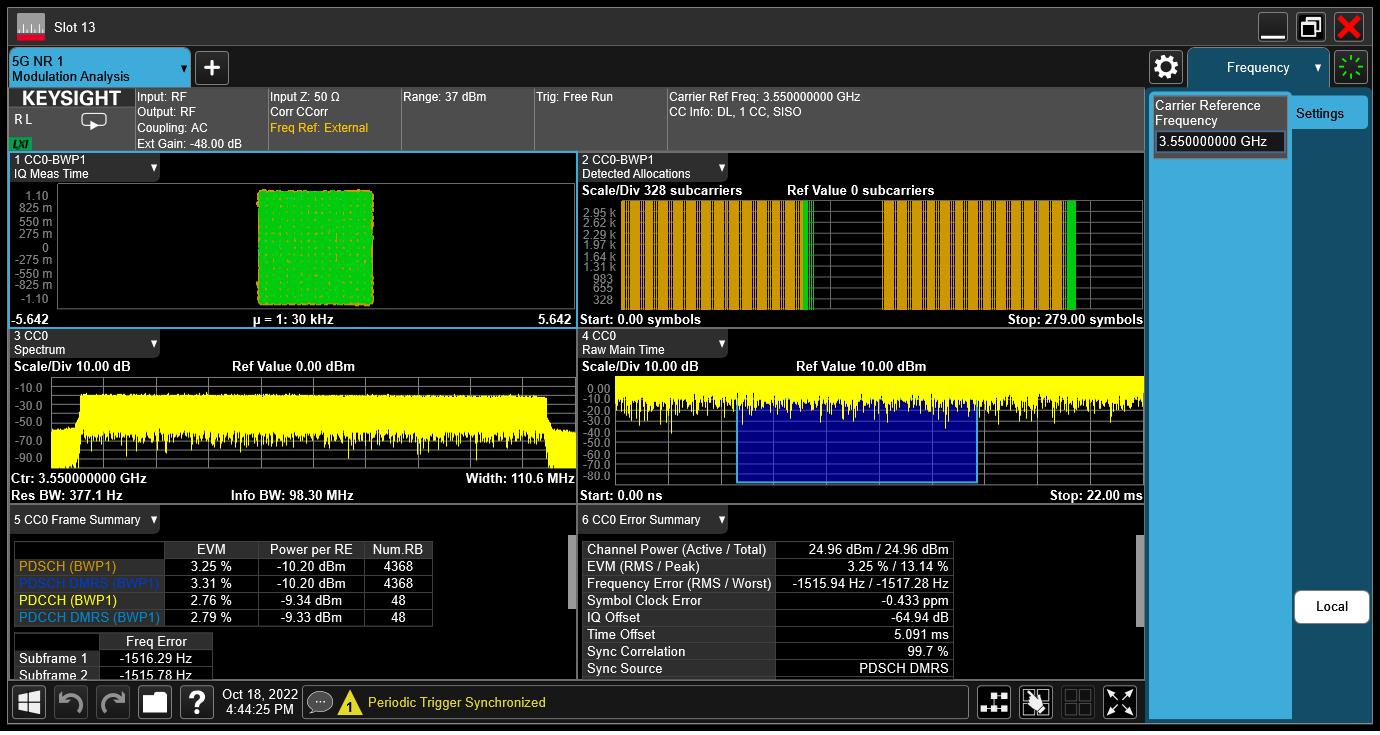 Slot 13
5G NR 1
Modulation Analysis
Frequency
KEYSIGHT
R L
LXI
Input: RF
Output: RF
Coupling: AC
Ext Gain: -48.00 dB
Input Z: 50 Ω
Corr CCorr
Freq Ref: External
Range: 37 dBm
Trig: Free Run
Carrier Ref Freq: 3.550000000 GHz
CC Info: DL, 1 CC, SISO
Carrier Reference
Frequency
3.550000000 GHz
Settings
Local
1 CC0-BWP1
IQ Meas Time
1.10
825 m
550 m
275 m
0
-275 m
-550 m
-825 m
-1.10
-5.642
µ = 1: 30 kHz
5.642
2 CC0-BWP1
Detected Allocations
Scale/Div 328 subcarriers
Ref Value 0 subcarriers
2.95 k
2.62 k
2.29 k
1.97 k
1.64 k
1.31 k
983
655
328
Start: 0.00 symbols
Stop: 279.00 symbols
3 CC0
Spectrum
Scale/Div 10.00 dB
Ref Value 0.00 dBm
-10.0
-30.0
-50.0
-70.0
-90.0
Ctr: 3.550000000 GHz
Width: 110.6 MHz
Res BW: 377.1 Hz
Info BW: 98.30 MHz
4 CC0
Raw Main Time
Scale/Div 10.00 dB
Ref Value 10.00 dBm
0.00
-10.0
-20.0
-30.0
-40.0
-50.0
-60.0
-70.0
-80.0
Start: 0.00 ns
Stop: 22.00 ms
5 CC0 Frame Summary
EVM Power per RE Num.RB
PDSCH (BWP1) 3.25 % -10.20 dBm 4368
PDSCH DMRS (BWP1) 3.31 % -10.20 dBm 4368
PDCCH (BWP1) 2.76 % -9.34 dBm 48
PDCCH DMRS (BWP1) 2.79 % -9.33 dBm 48
Freq Error
Subframe 1 -1516.29 Hz
Subframe 2 -1515.78 Hz
6 CC0 Error Summary
Channel Power (Active / Total) 24.96 dBm / 24.96 dBm
EVM (RMS / Peak) 3.25 % / 13.14 %
Frequency Error (RMS / Worst) -1515.94 Hz / -1517.28 Hz
Symbol Clock Error -0.433 ppm
IQ Offset -64.94 dB
Time Offset 5.091 ms
Sync Correlation 99.7 %
Sync Source PDSCH DMRS
?
Oct 18, 2022
4:44:25 PM
1
Periodic Trigger Synchronized